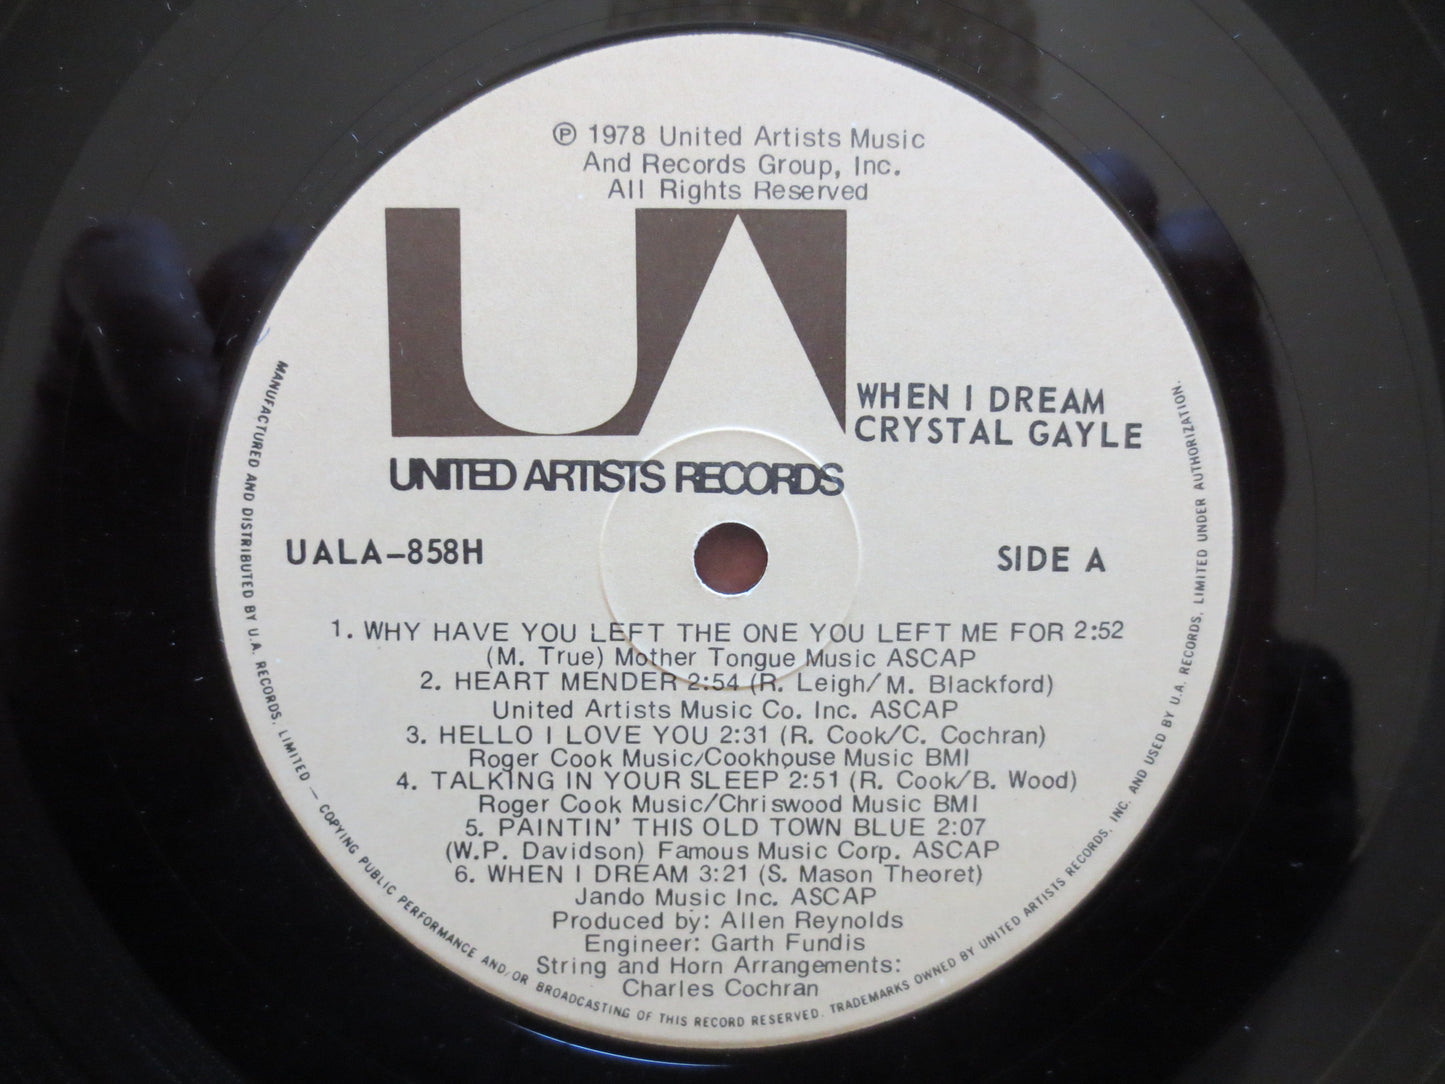 ℗ 1978 United Artists Music
And Records Group, Inc.
All Rights Reserved
UA
WHEN I DREAM
CRYSTAL GAYLE
UNITED ARTISTS RECORDS
UALA-858H
SIDE A
1. WHY HAVE YOU LEFT THE ONE YOU LEFT ME FOR 2:52
(M. True) Mother Tongue Music ASCAP
2. HEART MENDER 2:54 (R. Leigh/M. Blackford)
United Artists Music Co. Inc. ASCAP
3. HELLO I LOVE YOU 2:31 (R. Cook/C. Cochran)
Roger Cook Music/Cookhouse Music BMI
4. TALKING IN YOUR SLEEP 2:51 (R. Cook/B. Wood)
Roger Cook Music/Chriswood Music BMI
5. PAINTIN' THIS OLD TOWN BLUE 2:07
(W.P. Davidson) Famous Music Corp. ASCAP
6. WHEN I DREAM 3:21 (S. Mason Theoret)
Jando Music Inc. ASCAP
Produced by: Allen Reynolds
Engineer: Garth Fundis
String and Horn Arrangements:
Charles Cochran
MANUFACTURED AND DISTRIBUTED BY U.A. RECORDS, LIMITED — COPYING PUBLIC PERFORMANCE AND/OR BROADCASTING OF THIS RECORD RESERVED. TRADEMARKS OWNED BY UNITED ARTISTS RECORDS, INC. AND USED BY U.A. RECORDS, LIMITED UNDER AUTHORIZATION.